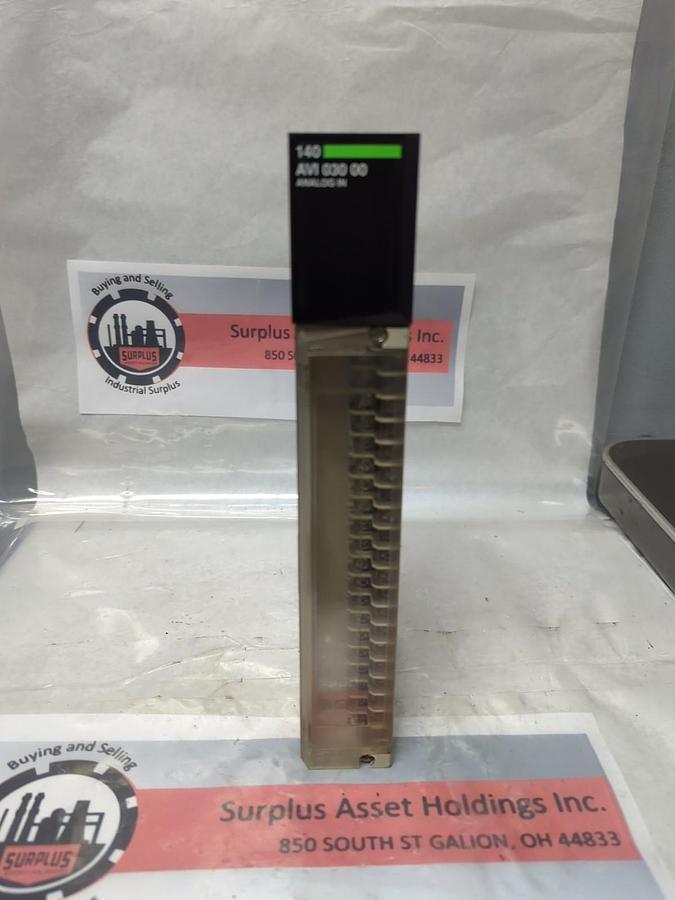 140
AVI 030 00
ANALOG IN
Buying and Selling
SURPLUS
Industrial Surplus
Surplus Inc.
850 44833
Buying and Selling
SURPLUS
Surplus Asset Holdings Inc.
850 SOUTH ST GALION, OH 44833